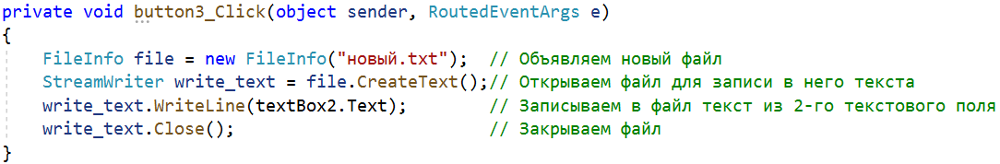 private void button3_Click(object sender, RoutedEventArgs e)
{
    FileInfo file = new FileInfo("новый.txt");  // Объявляем новый файл
    StreamWriter write_text = file.CreateText();// Открываем файл для записи в него текста
    write_text.WriteLine(textBox2.Text);        // Записываем в файл текст из 2-го текстового поля
    write_text.Close();                         // Закрываем файл
}